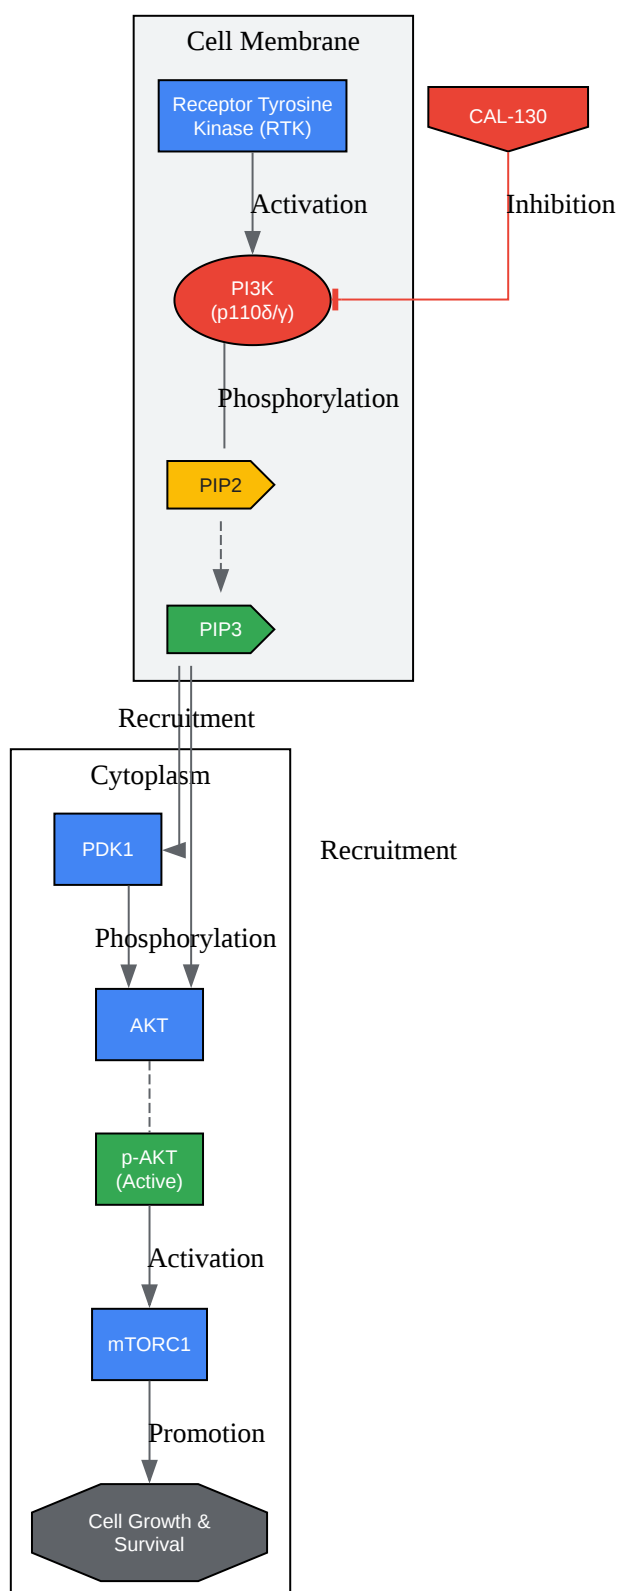 Cell Membrane
Receptor Tyrosine
Kinase (RTK)
CAL-130
Activation
Inhibition
PI3K
(p110δ/γ)
Phosphorylation
PIP2
PIP3
Recruitment
Cytoplasm
PDK1
Recruitment
Phosphorylation
AKT
p-AKT
(Active)
Activation
mTORC1
Promotion
Cell Growth &
Survival